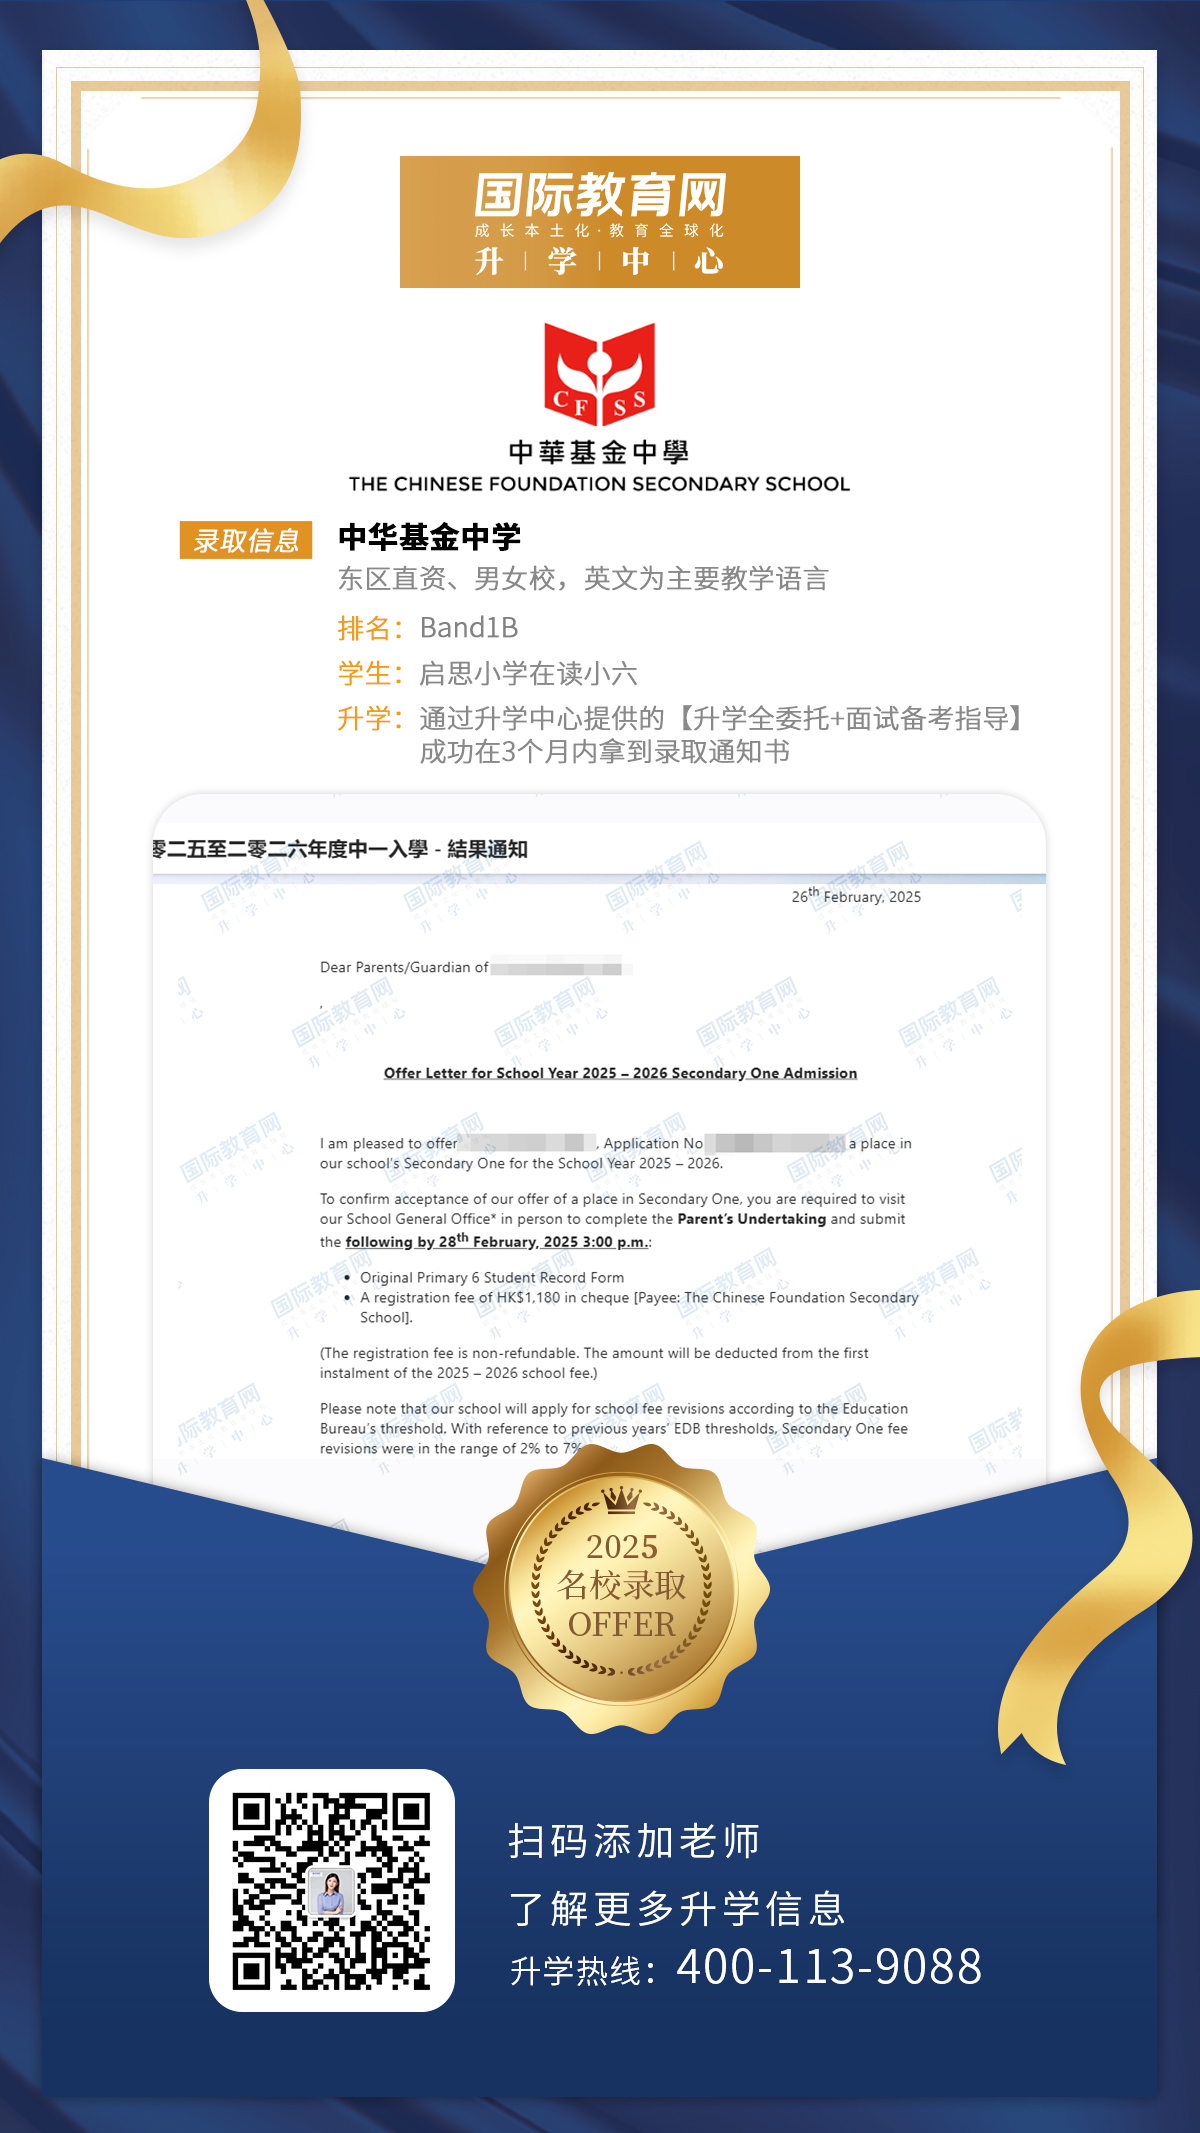 国际教育网
成长本土化·教育全球化
升 | 学 | 中 | 心
CFSS
中華基金中學
THE CHINESE FOUNDATION SECONDARY SCHOOL
录取信息
中华基金中学
东区直资、男女校，英文为主要教学语言
排名：Band1B
学生：启思小学在读小六
升学：通过升学中心提供的【升学全委托+面试备考指导】
成功在3个月内拿到录取通知书
零二五至二零二六年度中一入學 - 結果通知
26th February, 2025
Dear Parents/Guardian of
,
Offer Letter for School Year 2025 – 2026 Secondary One Admission
I am pleased to offer , Application No a place in
our school's Secondary One for the School Year 2025 – 2026.
To confirm acceptance of our offer of a place in Secondary One, you are required to visit
our School General Office* in person to complete the Parent's Undertaking and submit
the following by 28th February, 2025 3:00 p.m.:
• Original Primary 6 Student Record Form
• A registration fee of HK$1,180 in cheque [Payee: The Chinese Foundation Secondary
School].
(The registration fee is non-refundable. The amount will be deducted from the first
instalment of the 2025 – 2026 school fee.)
Please note that our school will apply for school fee revisions according to the Education
Bureau's threshold. With reference to previous years' EDB thresholds, Secondary One fee
revisions were in the range of 2% to 7%
2025
名校录取
OFFER
扫码添加老师
了解更多升学信息
升学热线：400-113-9088